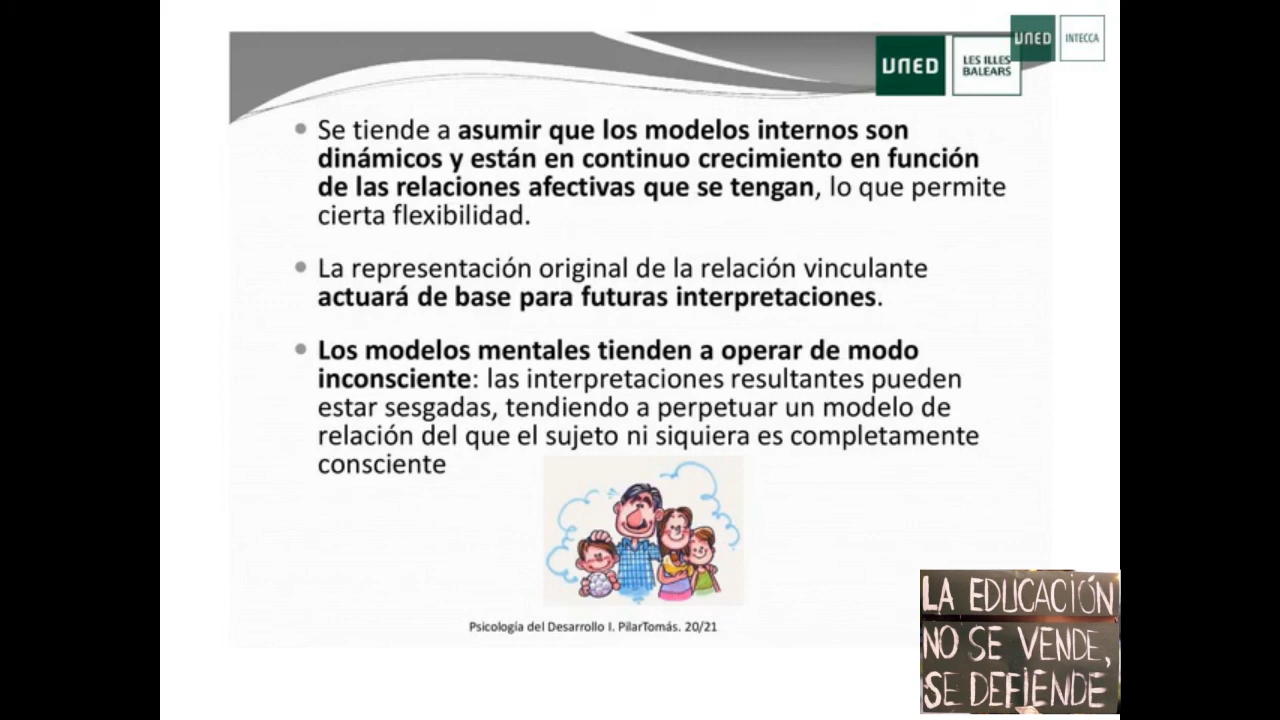 UNED
INTECCA
UNED
LES ILLES
BALEARS
• Se tiende a asumir que los modelos internos son
dinámicos y están en continuo crecimiento en función
de las relaciones afectivas que se tengan, lo que permite
cierta flexibilidad.
• La representación original de la relación vinculante
actuará de base para futuras interpretaciones.
• Los modelos mentales tienden a operar de modo
inconsciente: las interpretaciones resultantes pueden
estar sesgadas, tendiendo a perpetuar un modelo de
relación del que el sujeto ni siquiera es completamente
consciente
Psicología del Desarrollo I. PilarTomás. 20/21
LA EDUCACIÓN
NO SE VENDE,
SE DEFIENDE